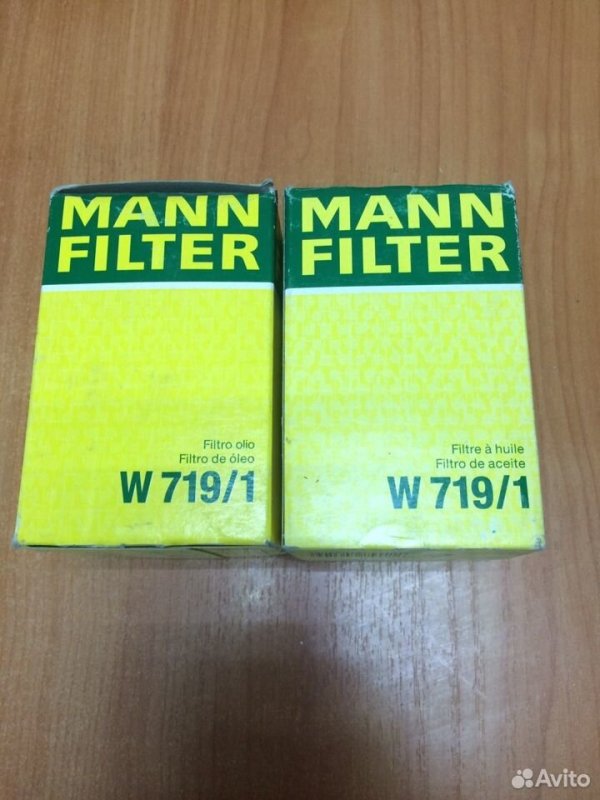 MANN
FILTER
Filtro olio
Filtro de óleo
W 719/1
MANN
FILTER
Filtre à huile
Filtro de aceite
W 719/1
Avito